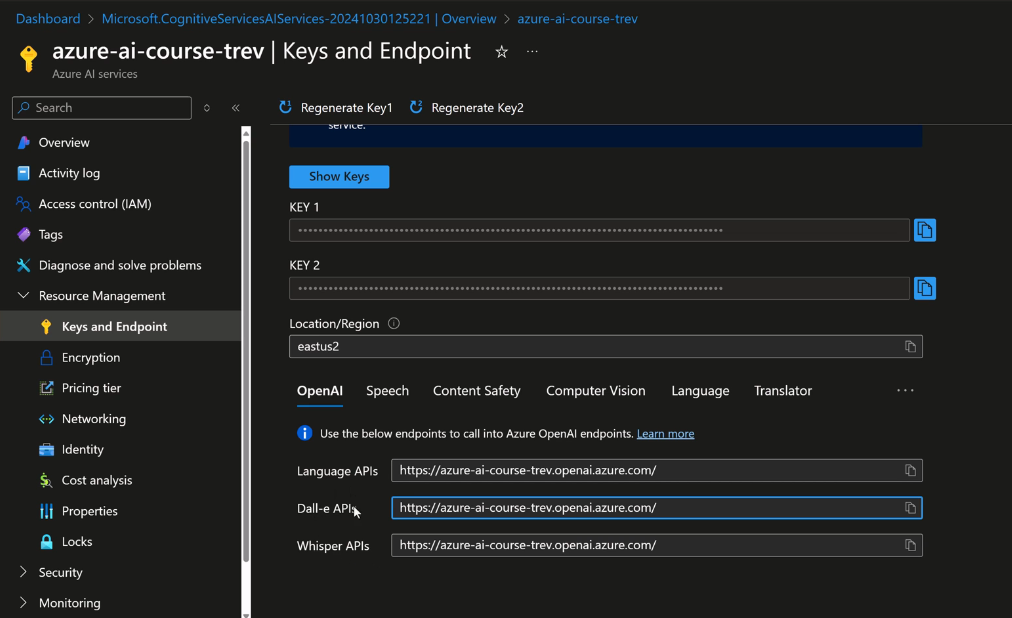 Dashboard > Microsoft.CognitiveServicesAIServices-20241030125221 | Overview > azure-ai-course-trev
azure-ai-course-trev | Keys and Endpoint
Azure AI services
Search
Regenerate Key1
Regenerate Key2
Overview
Activity log
Access control (IAM)
Tags
Diagnose and solve problems
Resource Management
Keys and Endpoint
Encryption
Pricing tier
Networking
Identity
Cost analysis
Properties
Locks
Security
Monitoring
service.
Show Keys
KEY 1
KEY 2
Location/Region
eastus2
OpenAI Speech Content Safety Computer Vision Language Translator
Use the below endpoints to call into Azure OpenAI endpoints. Learn more
Language APIs https://azure-ai-course-trev.openai.azure.com/
Dall-e APIs https://azure-ai-course-trev.openai.azure.com/
Whisper APIs https://azure-ai-course-trev.openai.azure.com/